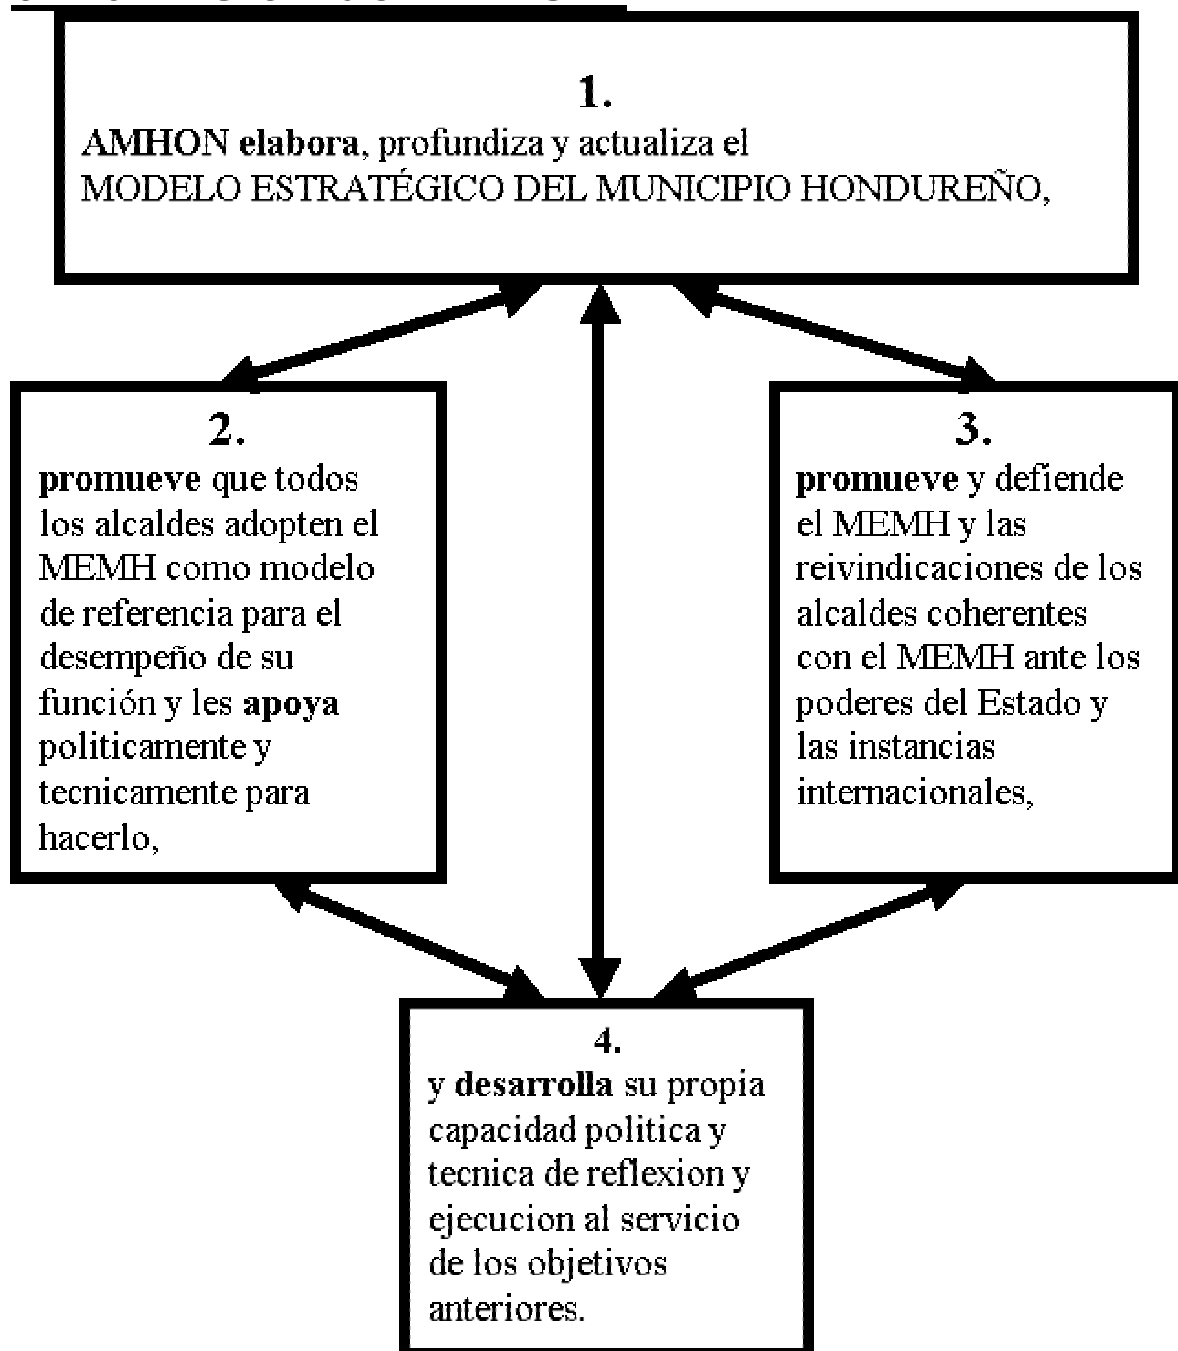 1.
AMHON elabora, profundiza y actualiza el
MODELO ESTRATÉGICO DEL MUNICIPIO HONDUREÑO,
2.
promueve que todos
los alcaldes adopten el
MEMH como modelo
de referencia para el
desempeño de su
función y les apoya
politicamente y
tecnicamente para
hacerlo,
3.
promueve y defiende
el MEMH y las
reivindicaciones de los
alcaldes coherentes
con el MEMH ante los
poderes del Estado y
las instancias
internacionales,
4.
y desarrolla su propia
capacidad politica y
tecnica de reflexion y
ejecucion al servicio
de los objetivos
anteriores.